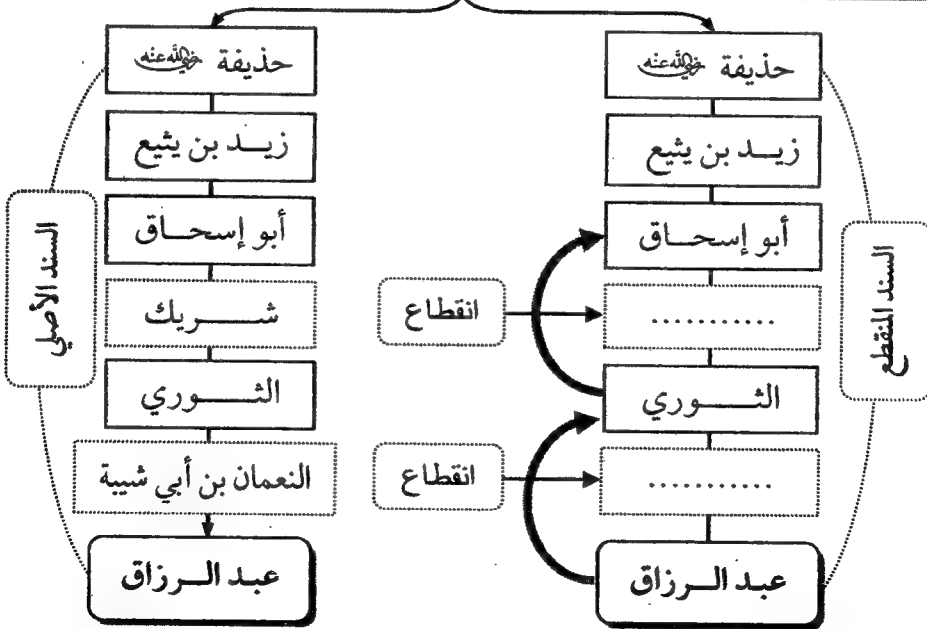 حذيفة رضي الله عنه
زيد بن يثيع
أبو إسحاق
...........
الثوري
...........
عبد الرزاق
السند المنقطع
انقطاع
انقطاع
حذيفة رضي الله عنه
زيد بن يثيع
أبو إسحاق
شريك
الثوري
النعمان بن أبي شيبة
عبد الرزاق
السند الأصلي